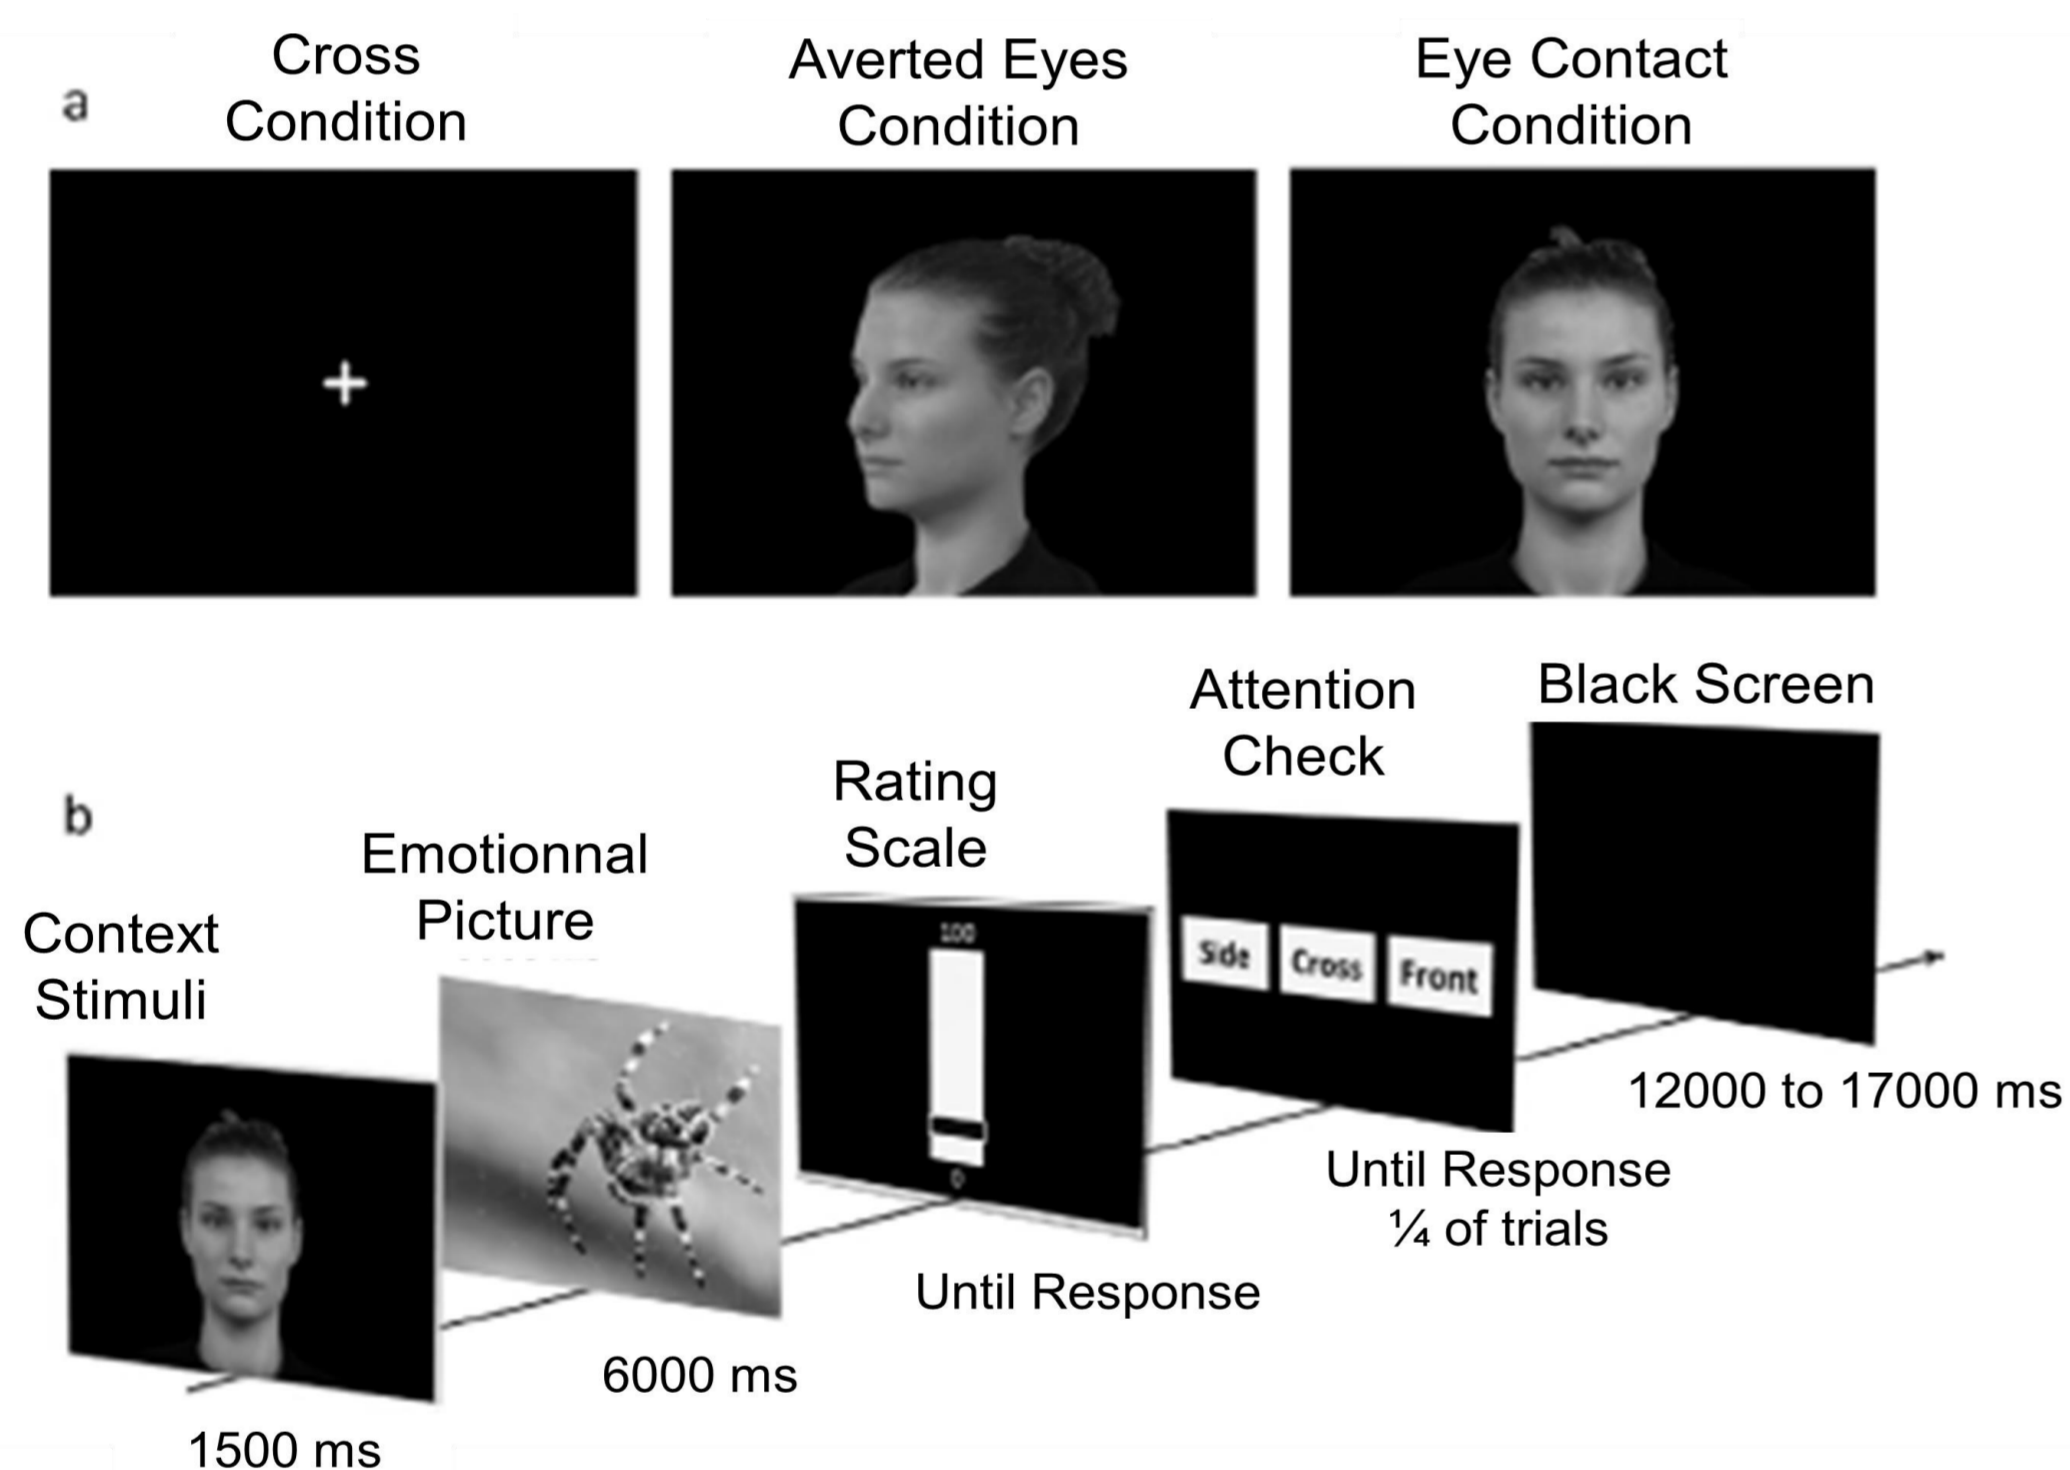 a
Cross
Condition
Averted Eyes
Condition
Eye Contact
Condition
+
b
Context
Stimuli
1500 ms
Emotionnal
Picture
6000 ms
Rating
Scale
100
0
Until Response
Attention
Check
Side
Cross
Front
Until Response
¼ of trials
Black Screen
12000 to 17000 ms